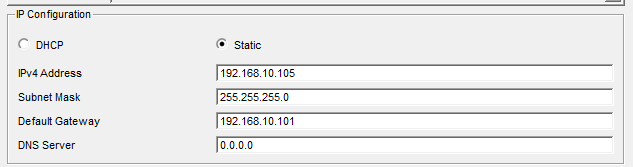 IP Configuration
DHCP Static
IPv4 Address 192.168.10.105
Subnet Mask 255.255.255.0
Default Gateway 192.168.10.101
DNS Server 0.0.0.0